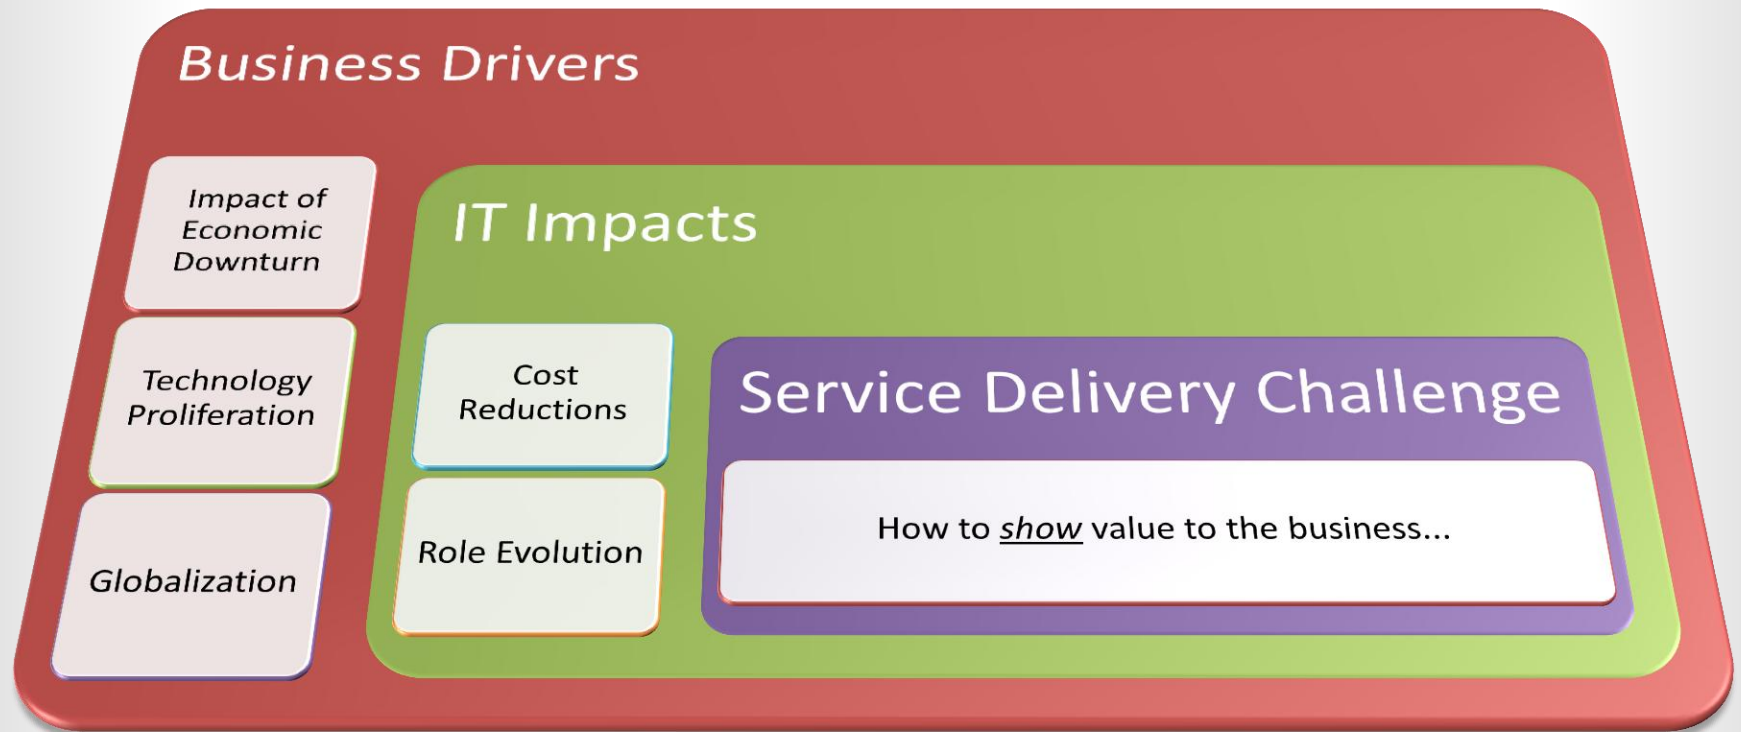 Business Drivers
Impact of
Economic
Downturn
Technology
Proliferation
Globalization
IT Impacts
Cost
Reductions
Role Evolution
Service Delivery Challenge
How to show value to the business...